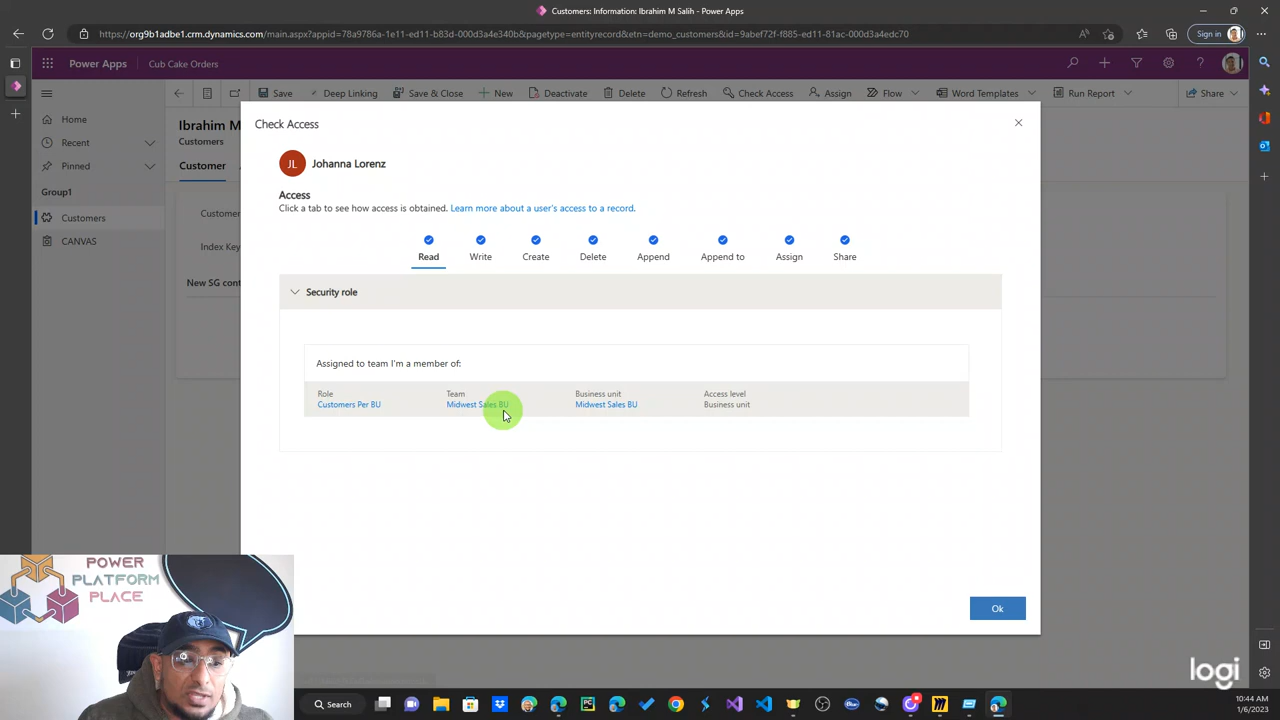 Customers: Information: Ibrahim M Salih - Power Apps
https://org9b1adbe1.crm.dynamics.com/main.aspx?appid=78a9786a-1e11-ed11-b83d-000d3a4e340b&pagetype=entityrecord&etn=demo_customers&id=9abef72f-f885-ed11-81ac-000d3a4edc70
Sign in
Power Apps Cub Cake Orders
Save Deep Linking Save & Close New Deactivate Delete Refresh Check Access Assign Flow Word Templates Run Report Share
Home
Recent
Pinned
Group1
Customers
CANVAS
Ibrahim M
Customers
Customer
Customer
Index Key
New SG cont
Check Access
JL Johanna Lorenz
Access
Click a tab to see how access is obtained. Learn more about a user's access to a record.
Read Write Create Delete Append Append to Assign Share
Security role
Assigned to team I'm a member of:
Role Team Business unit Access level
Customers Per BU Midwest Sales BU Midwest Sales BU Business unit
Ok
POWER
PLATFORM
PLACE
logi
Search
10:44 AM
1/6/2023